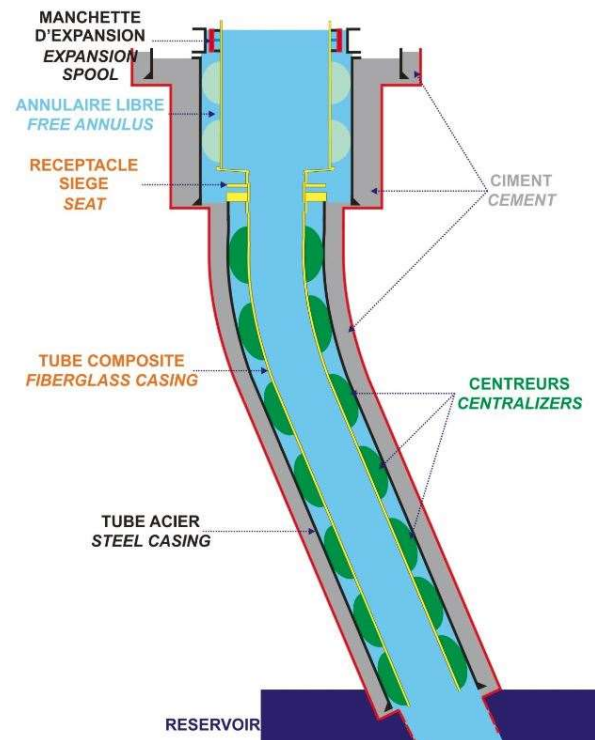 MANCHETTE
D'EXPANSION
EXPANSION
SPOOL
ANNULAIRE LIBRE
FREE ANNULUS
RECEPTACLE
SIEGE
SEAT
CIMENT
CEMENT
TUBE COMPOSITE
FIBERGLASS CASING
CENTREURS
CENTRALIZERS
TUBE ACIER
STEEL CASING
RESERVOIR